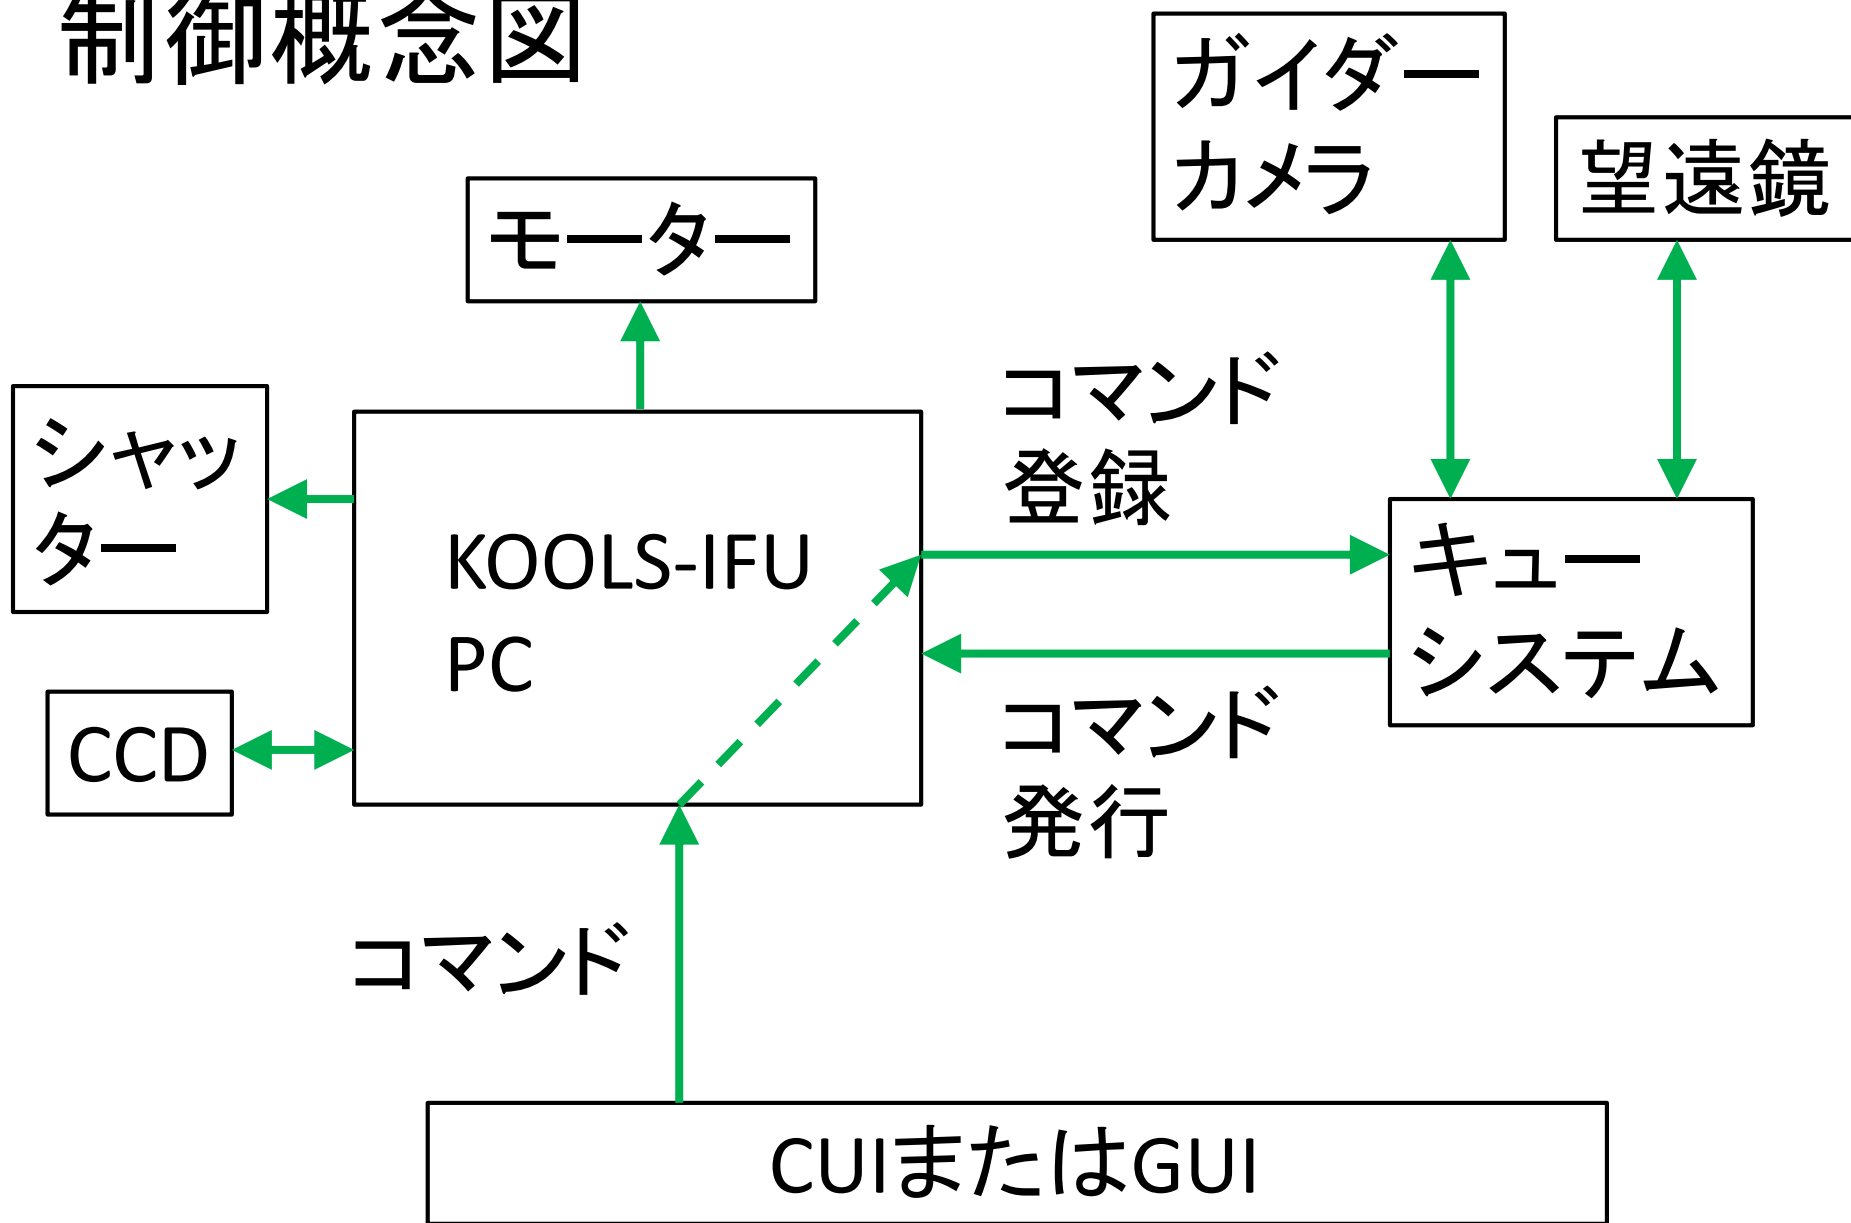 制御概念図
ガイダー
カメラ
望遠鏡
モーター
コマンド
登録
シャッ
ター
KOOLS-IFU
PC
キュー
システム
CCD
コマンド
発行
コマンド
CUIまたはGUI